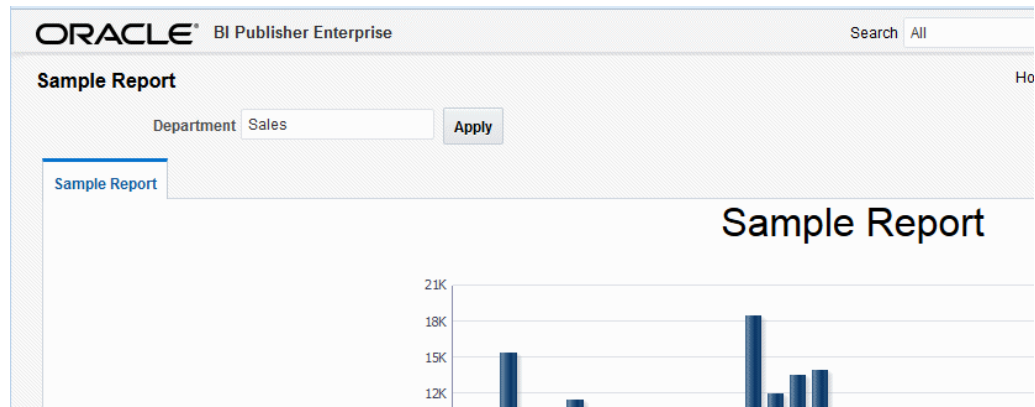 ORACLE® BI Publisher Enterprise Search All
Sample Report
Department Sales Apply
Sample Report
Sample Report
21K
18K
15K
12K